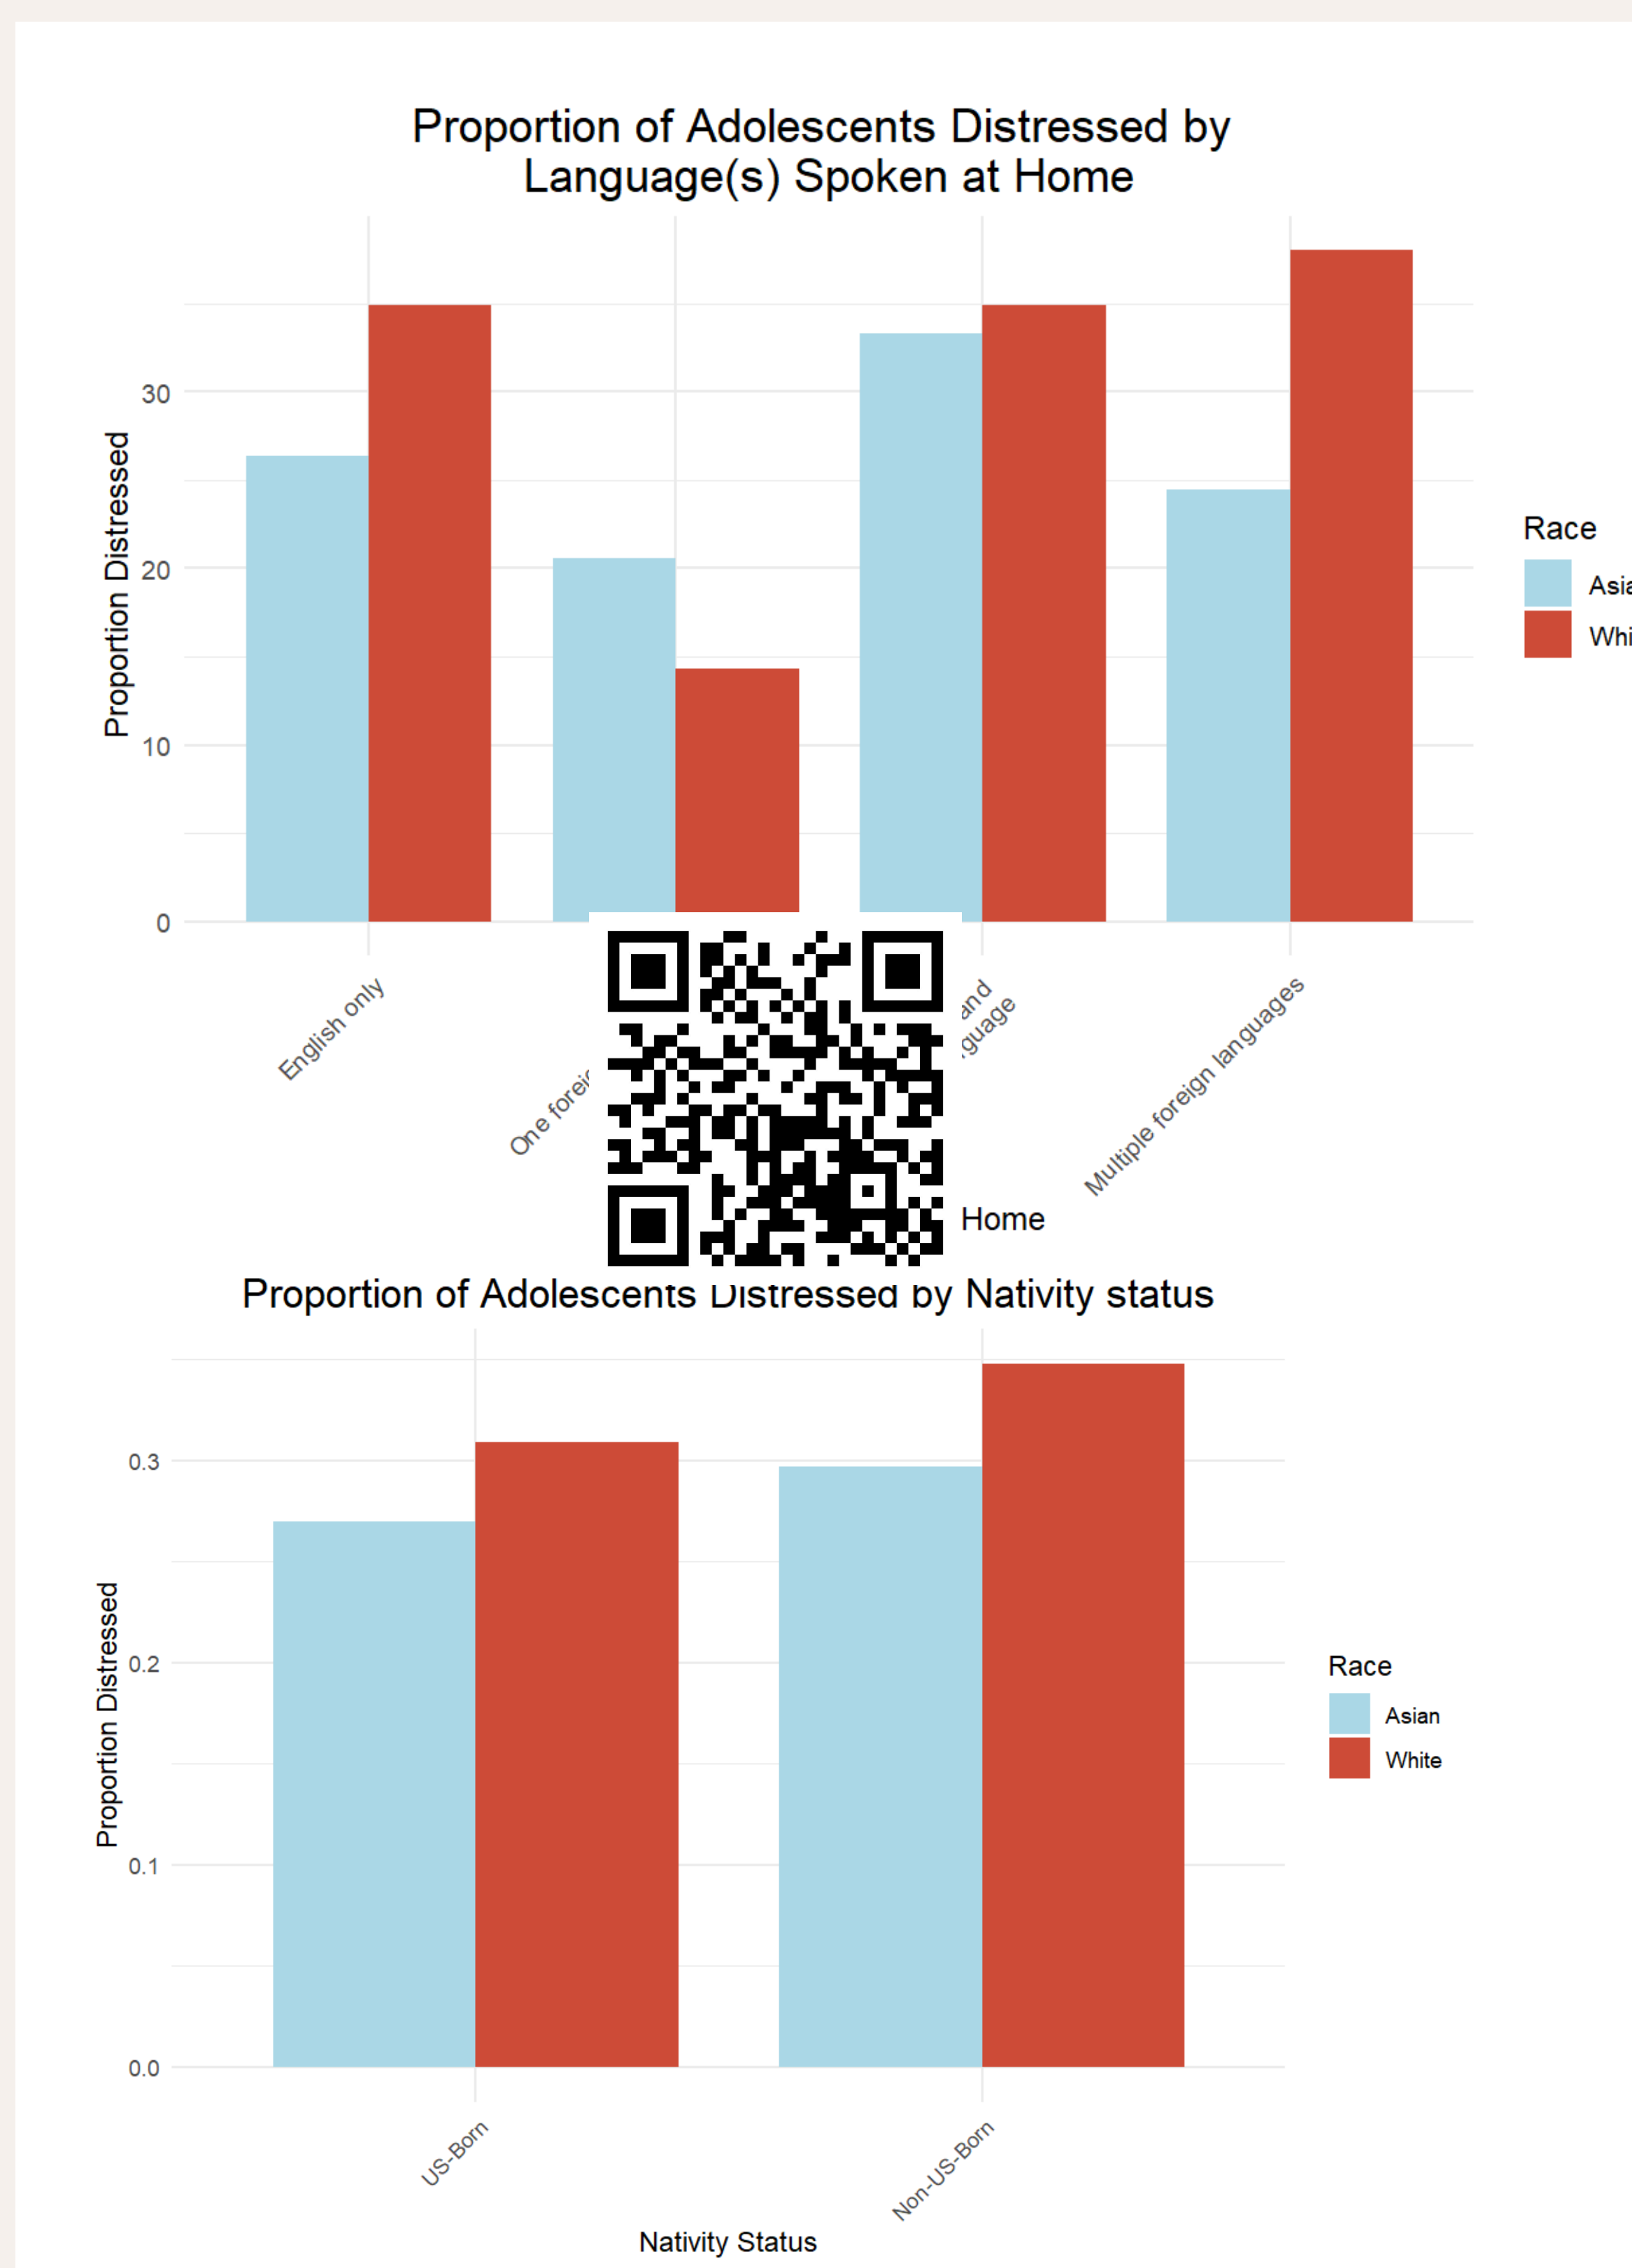 Proportion of Adolescents Distressed by
Language(s) Spoken at Home
Proportion Distressed
30
20
10
0
English only
One
and
Multiple foreign languages
Home
Race
Proportion of Adolescents Distressed by Nativity status
Proportion Distressed
0.3
0.2
0.1
0.0
US-Born
Non-US-Born
Nativity Status
Race
Asian
White